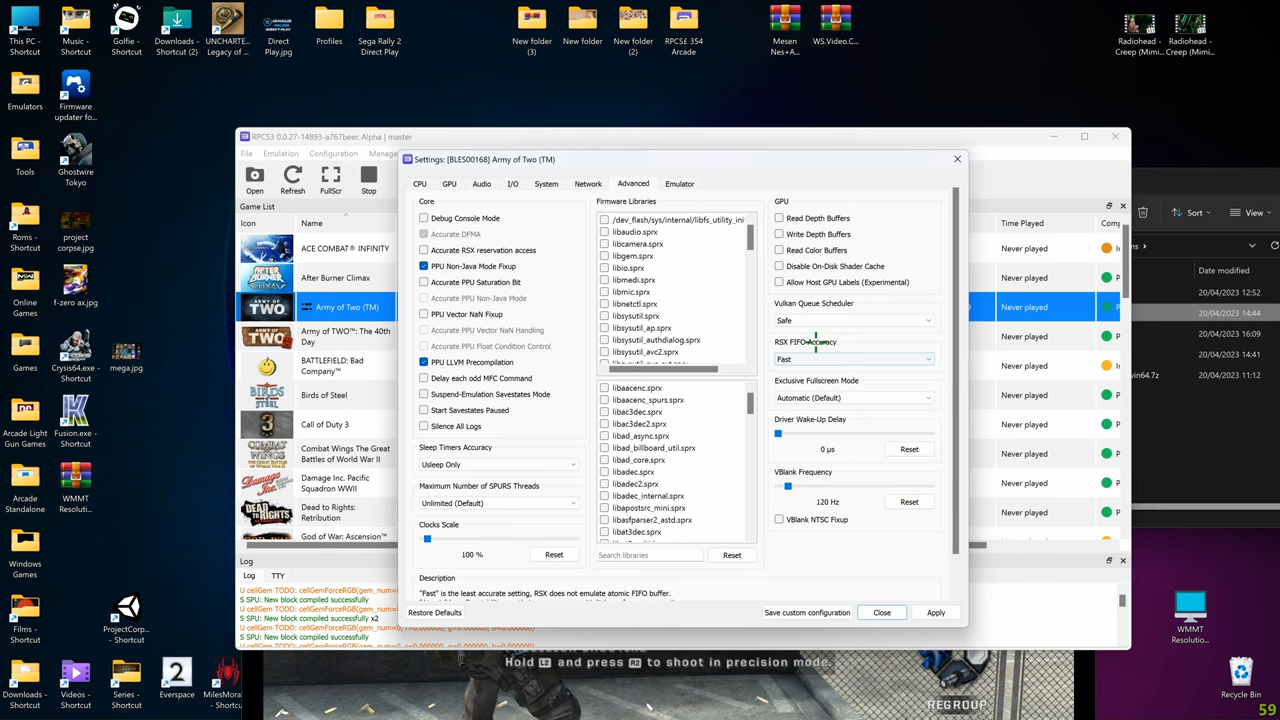 This PC -
Shortcut
Music -
Shortcut
Golfie -
Shortcut
Downloads -
Shortcut (2)
UNCHARTE...
Legacy of ...
Direct
Play.jpg
Profiles
Sega Rally 2
Direct Play
New folder
(3)
New folder
New folder
(2)
RPCS£ 354
Arcade
Mesen
Nes+A...
WS.Video.C...
Radiohead -
Creep (Mimi...
Radiohead -
Creep (Mimi...
Emulators
Firmware
updater fo...
Tools
Ghostwire
Tokyo
Roms -
Shortcut
project
corpse.jpg
Online
Games
f-zero ax.jpg
Crysis64.exe
- Shortcut
mega.jpg
Arcade Light
Gun Games
Fusion.exe -
Shortcut
Arcade
Standalone
WMMT
Resoluti...
Windows
Games
Films -
Shortcut
ProjectCorp...
- Shortcut
Downloads -
Shortcut
Videos -
Shortcut
Series -
Shortcut
Everspace
MilesMoral...
Shortcut
RPCS3 0.0.27-14893-a767beec Alpha | master
File
Emulation
Configuration
Manage
Open
Refresh
FullScr
Stop
Game List
Icon
Name
Time Played
ACE COMBAT® INFINITY
Never played
After Burner Climax
Never played
Army of Two (TM)
Never played
Army of TWO™: The 40th
Day
Never played
BATTLEFIELD: Bad
Company™
Never played
Birds of Steel
Never played
Call of Duty 3
Never played
Combat Wings The Great
Battles of World War II
Never played
Damage Inc. Pacific
Squadron WWII
Never played
Dead to Rights:
Retribution
Never played
God of War: Ascension™
Log
Log
TTY
U cellGem TODO: cellGemForceRGB(gem_num=
S SPU: New block compiled successfully
U cellGem TODO: cellGemForceRGB(gem_num=
S SPU: New block compiled successfully x2
S SPU: New block compiled successfully
Settings: [BLES00168] Army of Two (TM)
CPU
GPU
Audio
I/O
System
Network
Advanced
Emulator
Core
Debug Console Mode
Accurate DFMA
Accurate RSX reservation access
PPU Non-Java Mode Fixup
Accurate PPU Saturation Bit
Accurate PPU Non-Java Mode
PPU Vector NaN Fixup
Accurate PPU Vector NaN Handling
Accurate PPU Float Condition Control
PPU LLVM Precompilation
Delay each odd MFC Command
Suspend-Emulation Savestates Mode
Start Savestates Paused
Silence All Logs
Sleep Timers Accuracy
Usleep Only
Maximum Number of SPURS Threads
Unlimited (Default)
Clocks Scale
100 %
Reset
Firmware Libraries
/dev_flash/sys/internal/libfs_utility_ini
libaudio.sprx
libcamera.sprx
libgem.sprx
libio.sprx
libmedi.sprx
libmic.sprx
libnetctl.sprx
libsysutil.sprx
libsysutil_ap.sprx
libsysutil_authdialog.sprx
libsysutil_avc2.sprx
libaacenc.sprx
libaacenc_spurs.sprx
libac3dec.sprx
libac3dec2.sprx
libad_async.sprx
libad_billboard_util.sprx
libad_core.sprx
libadec.sprx
libadec2.sprx
libadec_internal.sprx
libapostsrc_mini.sprx
libasfparser2_astd.sprx
libat3dec.sprx
Search libraries
Reset
GPU
Read Depth Buffers
Write Depth Buffers
Read Color Buffers
Disable On-Disk Shader Cache
Allow Host GPU Labels (Experimental)
Vulkan Queue Scheduler
Safe
RSX FIFO Accuracy
Fast
Exclusive Fullscreen Mode
Automatic (Default)
Driver Wake-Up Delay
0 µs
Reset
VBlank Frequency
120 Hz
Reset
VBlank NTSC Fixup
Description
"Fast" is the least accurate setting, RSX does not emulate atomic FIFO buffer.
Restore Defaults
Save custom configuration
Close
Apply
Sort
View
Date modified
20/04/2023 12:52
20/04/2023 14:44
20/04/2023 16:09
20/04/2023 14:41
win64.7z
20/04/2023 11:12
WMMT
Resolutio...
Recycle Bin
Hold L2 and press R2 to shoot in precision mode.
REGROUP
59